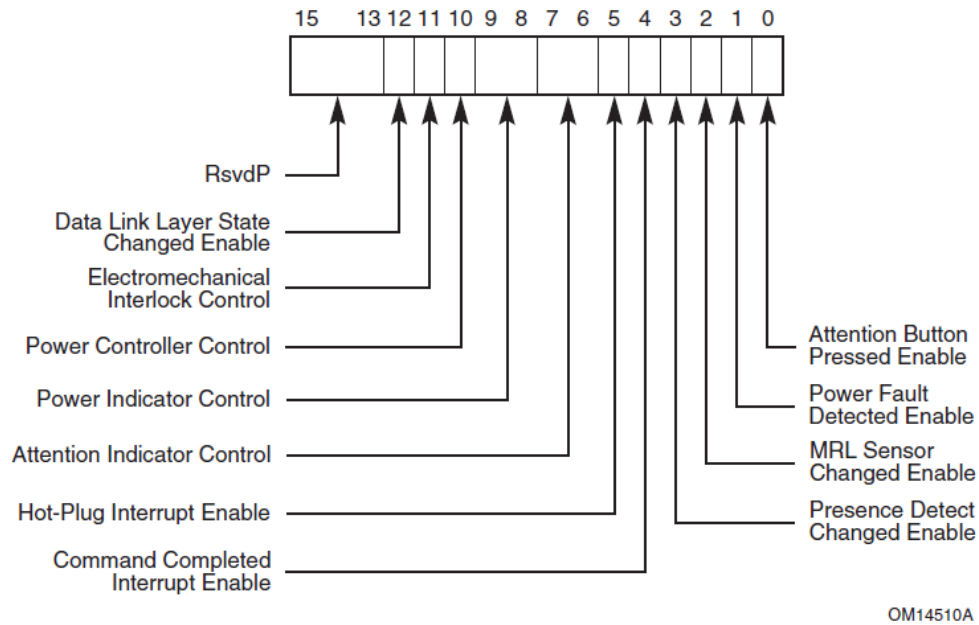 15 13 12 11 10 9 8 7 6 5 4 3 2 1 0
RsvdP
Data Link Layer State
Changed Enable
Electromechanical
Interlock Control
Power Controller Control
Power Indicator Control
Attention Indicator Control
Hot-Plug Interrupt Enable
Command Completed
Interrupt Enable
Attention Button
Pressed Enable
Power Fault
Detected Enable
MRL Sensor
Changed Enable
Presence Detect
Changed Enable
OM14510A